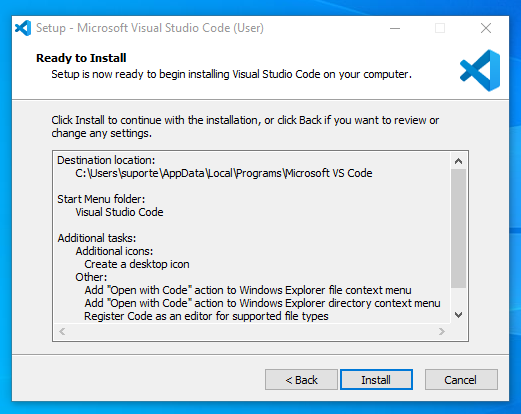 Setup - Microsoft Visual Studio Code (User)
Ready to Install
Setup is now ready to begin installing Visual Studio Code on your computer.
Click Install to continue with the installation, or click Back if you want to review or
change any settings.
Destination location:
C:\Users\suporte\AppData\Local\Programs\Microsoft VS Code
Start Menu folder:
Visual Studio Code
Additional tasks:
Additional icons:
Create a desktop icon
Other:
Add "Open with Code" action to Windows Explorer file context menu
Add "Open with Code" action to Windows Explorer directory context menu
Register Code as an editor for supported file types
< Back
Install
Cancel